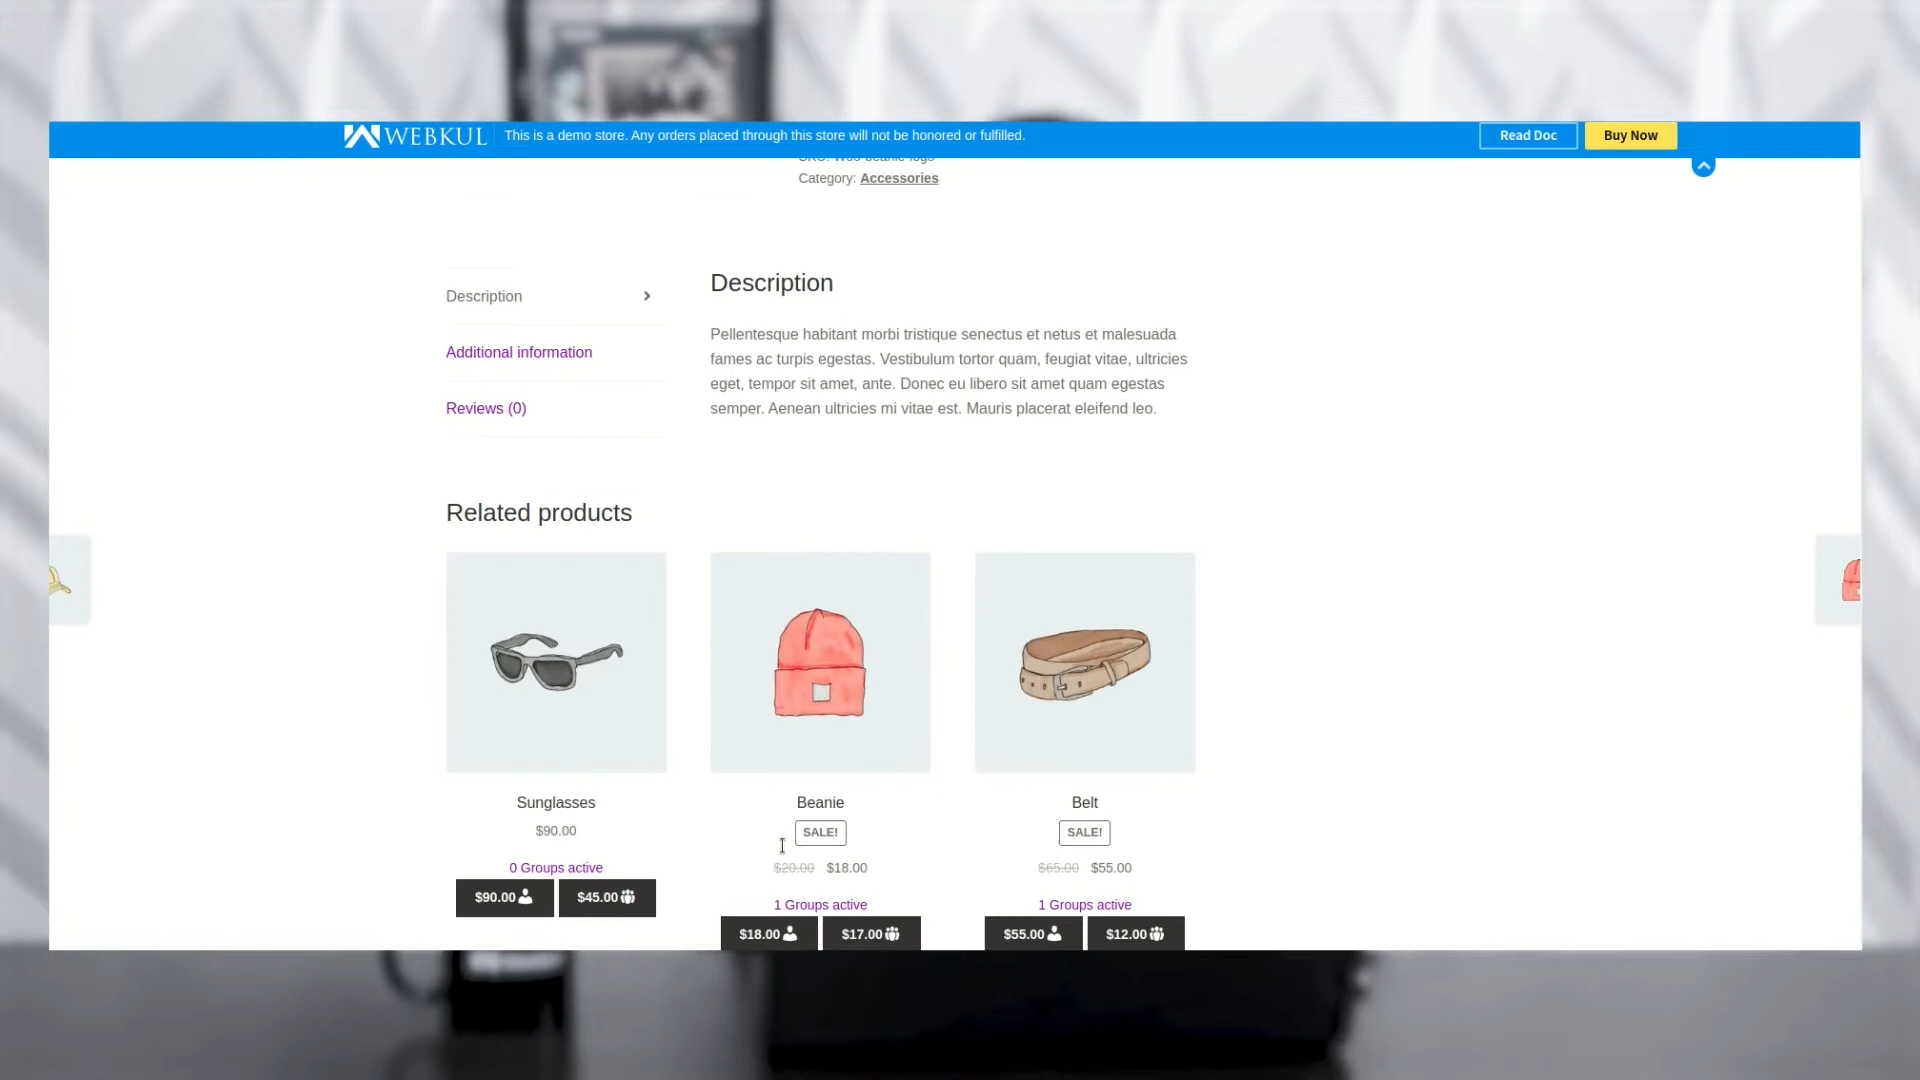 WEBKUL
This is a demo store. Any orders placed through this store will not be honored or fulfilled.
Read Doc
Buy Now
Category: Accessories
Description
Additional information
Reviews (0)
Description
Pellentesque habitant morbi tristique senectus et netus et malesuada
fames ac turpis egestas. Vestibulum tortor quam, feugiat vitae, ultricies
eget, tempor sit amet, ante. Donec eu libero sit amet quam egestas
semper. Aenean ultricies mi vitae est. Mauris placerat eleifend leo.
Related products
Sunglasses
$90.00
0 Groups active
$90.00
$45.00
Beanie
SALE!
$20.00 $18.00
1 Groups active
$18.00
$17.00
Belt
SALE!
$65.00 $55.00
1 Groups active
$55.00
$12.00